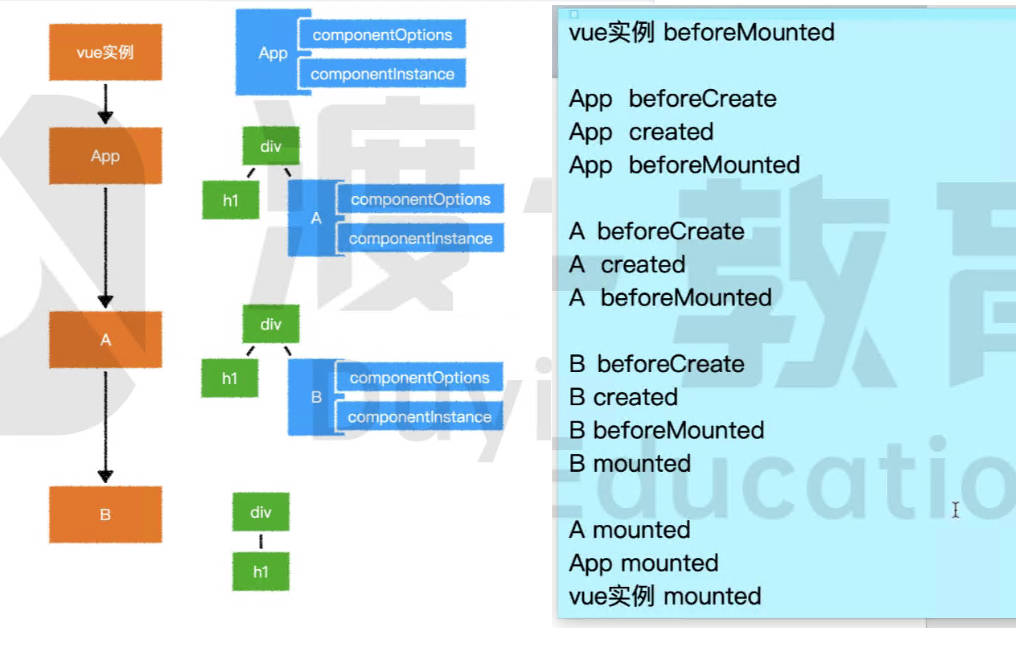 vue实例
App
A
B
App
componentOptions
componentInstance
div
h1
A
componentOptions
componentInstance
div
h1
B
componentOptions
componentInstance
div
h1
vue实例 beforeMounted
App beforeCreate
App created
App beforeMounted
A beforeCreate
A created
A beforeMounted
B beforeCreate
B created
B beforeMounted
B mounted
A mounted
App mounted
vue实例 mounted
渡一教育
Duyi Education